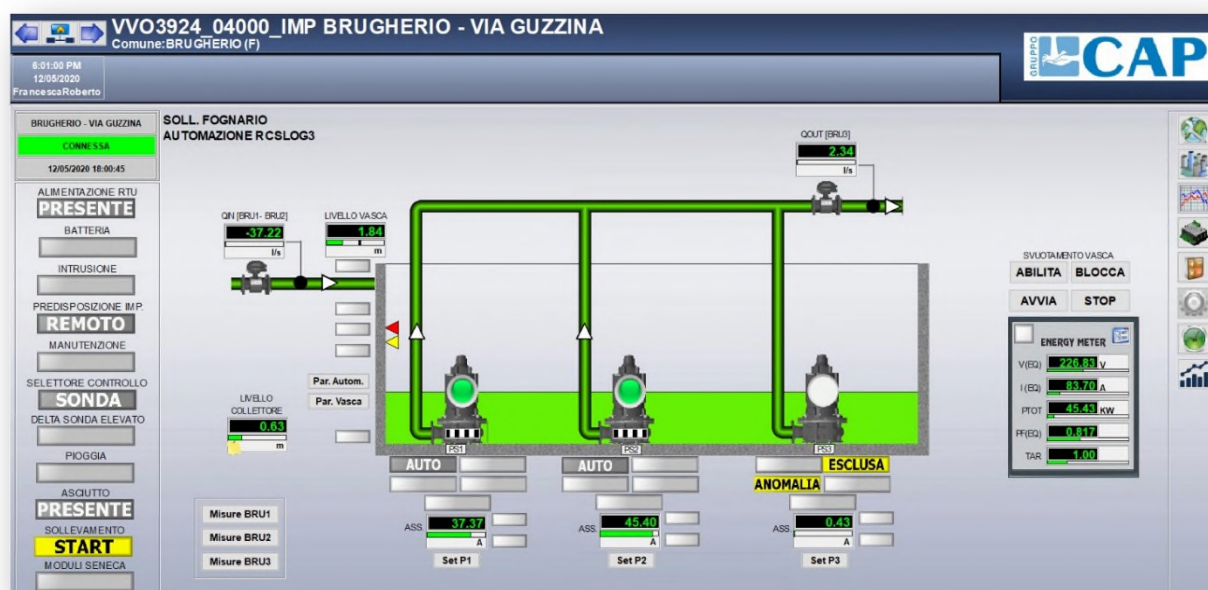 VVO3924_04000_IMP BRUGHERIO - VIA GUZZINA
Comune:BRUGHERIO (F)
GRUPPO
CAP
6:01:00 PM
12/05/2020
FrancescaRoberto
BRUGHERIO - VIA GUZZINA
CONNESSA
12/05/2020 18:00:45
ALIMENTAZIONE RTU
PRESENTE
BATTERIA
INTRUSIONE
PREDISPOSIZIONE IMP.
REMOTO
MANUTENZIONE
SELETTORE CONTROLLO
SONDA
DELTA SONDA ELEVATO
PIOGGIA
ASCIUTTO
PRESENTE
SOLLEVAMENTO
START
MODULI SENECA
SOLL. FOGNARIO
AUTOMAZIONE RCSLOG3
QOUT [BRU3]
2.34
l/s
QIN [BRU1- BRU2]
-37.22
l/s
LIVELLO VASCA
1.84
m
Par. Autom.
Par. Vasca
LIVELLO
COLLETTORE
0.63
m
PS1
PS2
PS3
AUTO
AUTO
ESCLUSA
ANOMALIA
ASS.
37.37
A
ASS.
45.40
A
ASS.
0.43
A
Set P1
Set P2
Set P3
Misure BRU1
Misure BRU2
Misure BRU3
SVUOTAMENTO VASCA
ABILITA
BLOCCA
AVVIA
STOP
ENERGY METER
V(EQ) 226.83 V
I (EQ) 83.70 A
PTOT 45.43 KW
PF(EQ) 0.817
TAR 1.00